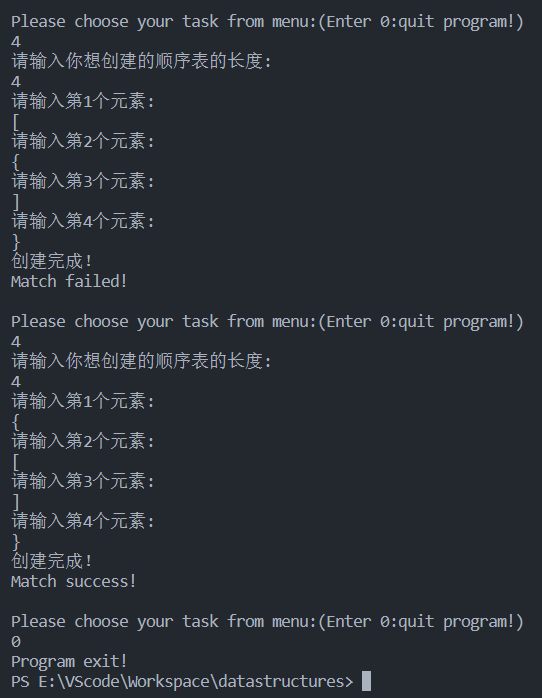 Please choose your task from menu:(Enter 0:quit program!)
4
请输入你想创建的顺序表的长度:
4
请输入第1个元素:
[
请输入第2个元素:
{
请输入第3个元素:
]
请输入第4个元素:
}
创建完成!
Match failed!
Please choose your task from menu:(Enter 0:quit program!)
4
请输入你想创建的顺序表的长度:
4
请输入第1个元素:
{
请输入第2个元素:
[
请输入第3个元素:
]
请输入第4个元素:
}
创建完成!
Match success!
Please choose your task from menu:(Enter 0:quit program!)
0
Program exit!
PS E:\VScode\Workspace\datastructures>